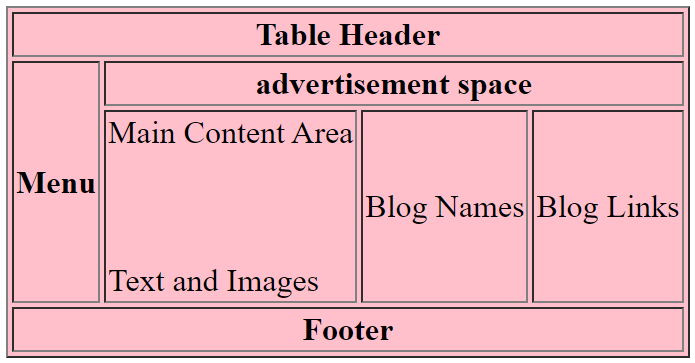 Table Header
advertisement space
Menu
Main Content Area
Text and Images
Blog Names
Blog Links
Footer